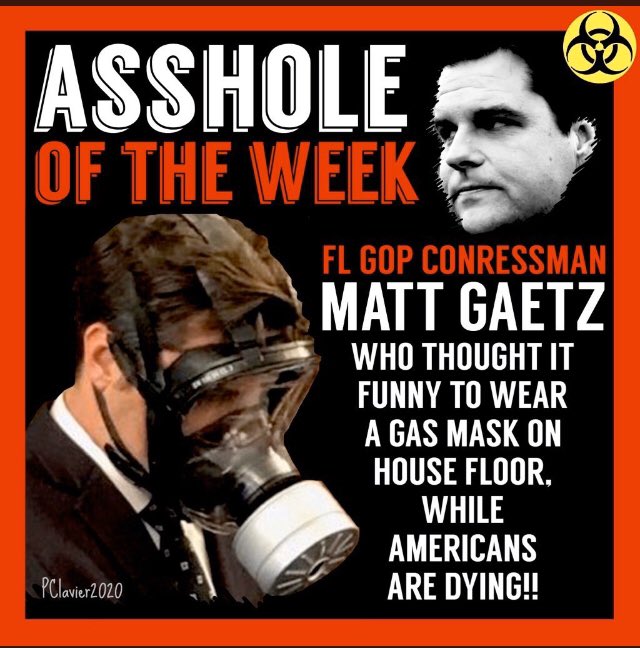 ASSHOLE
OF THE WEEK
FL GOP CONRESSMAN
MATT GAETZ
WHO THOUGHT IT
FUNNY TO WEAR
A GAS MASK ON
HOUSE FLOOR,
WHILE
AMERICANS
ARE DYING!!
PClavier2020